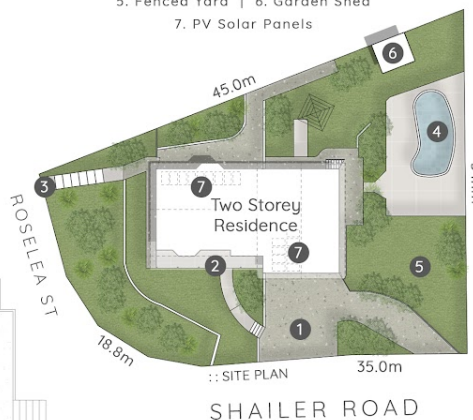 5. Fenced Yard | 6. Garden Shed
7. PV Solar Panels
6
45.0m
4
3
7
Two Storey
Residence
ROSELEA ST
7
2
5
1
18.8m
35.0m
:: SITE PLAN
SHAILER ROAD